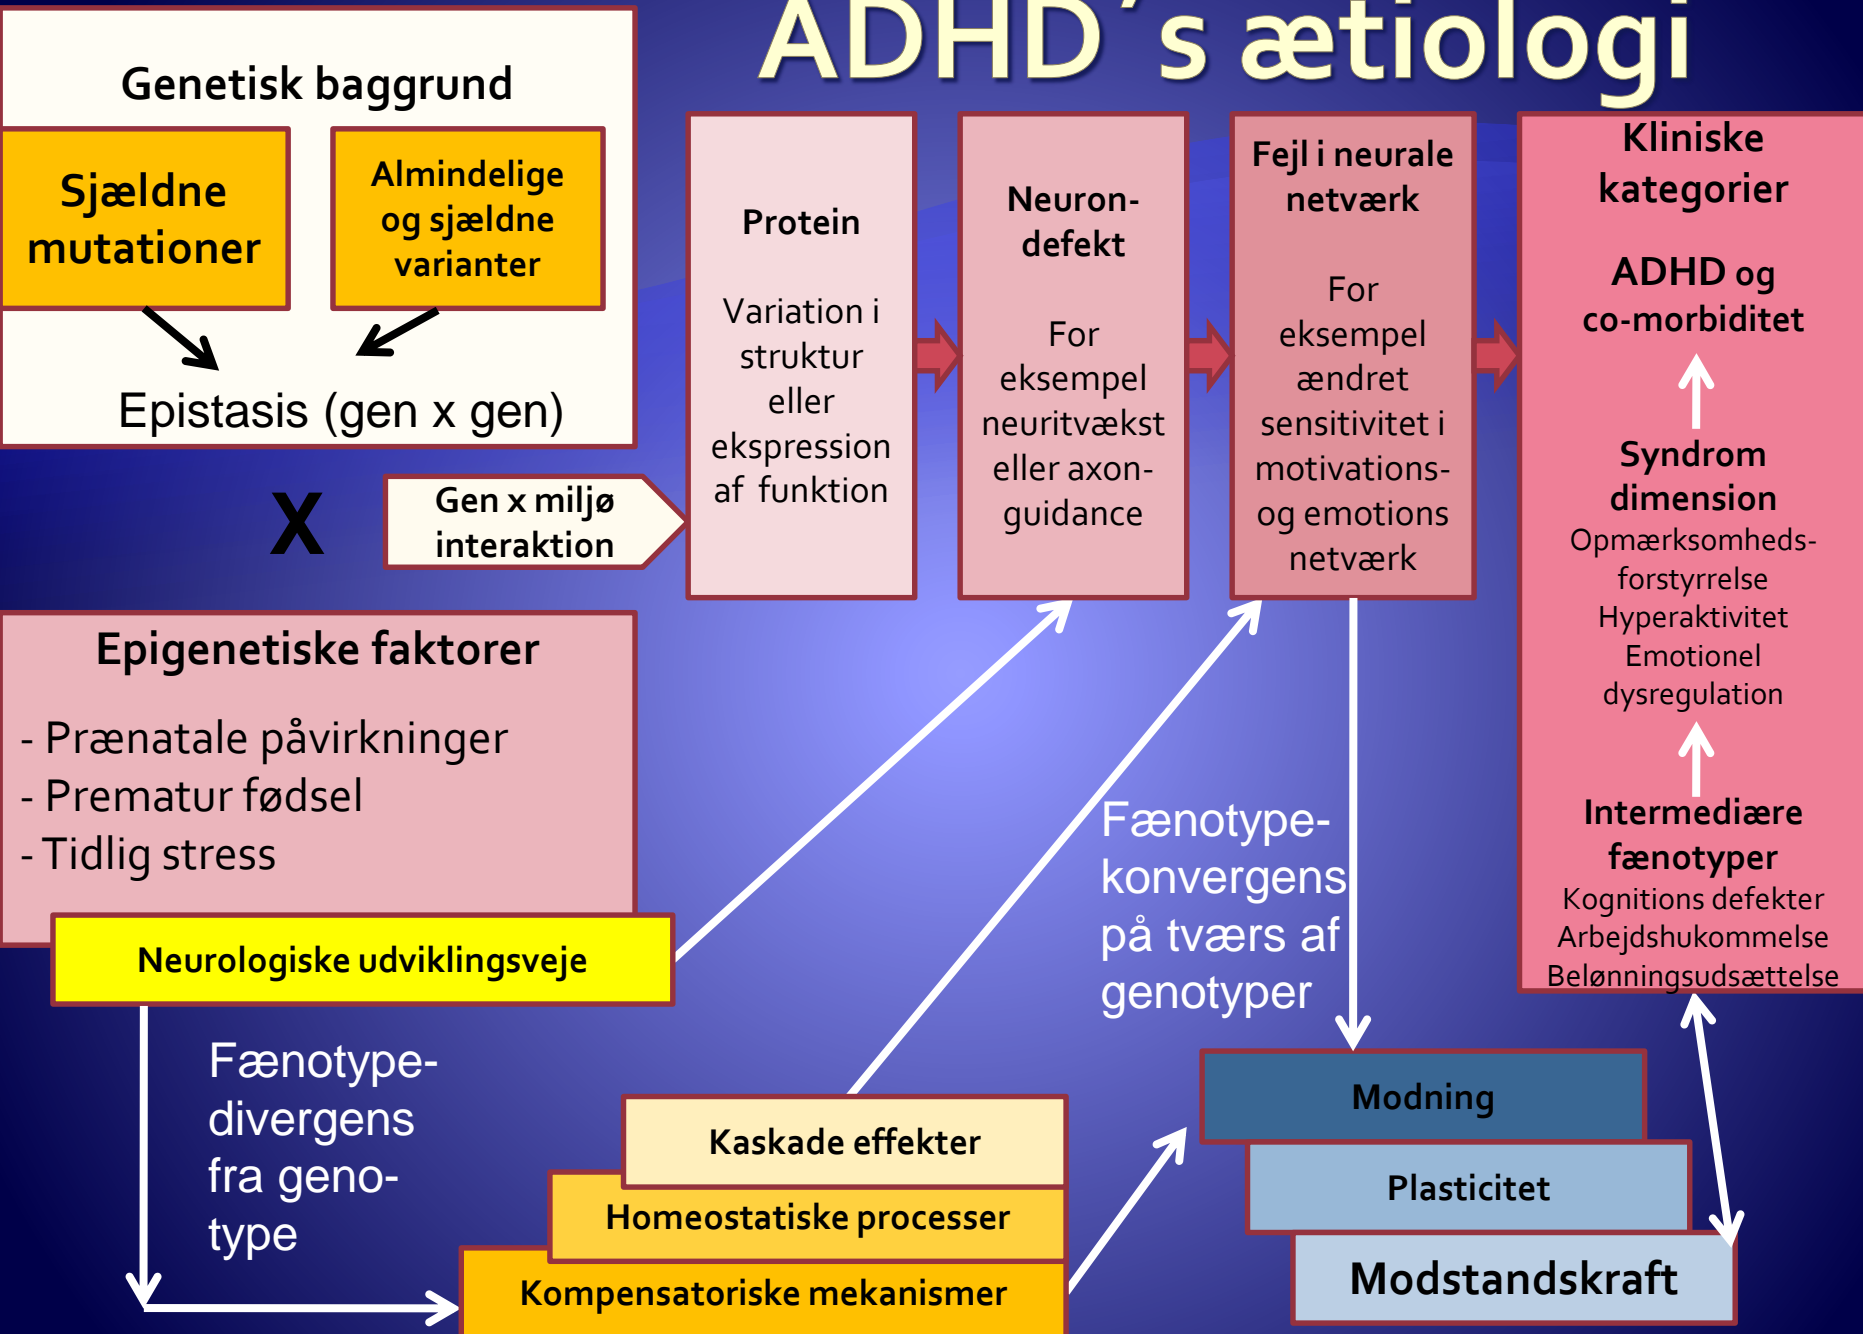 ADHD´s ætiologi
Genetisk baggrund
Sjældne
mutationer
Almindelige
og sjældne
varianter
Epistasis (gen x gen)
X
Gen x miljø
interaktion
Epigenetiske faktorer
- Prænatale påvirkninger
- Prematur fødsel
- Tidlig stress
Neurologiske udviklingsveje
Protein
Variation i
struktur
eller
ekspression
af funktion
Neuron-
defekt
For
eksempel
neuritvækst
eller axon-
guidance
Fejl i neurale
netværk
For
eksempel
ændret
sensitivitet i
motivations-
og emotions
netværk
Kliniske
kategorier
ADHD og
co-morbiditet
Syndrom
dimension
Opmærksomheds-
forstyrrelse
Hyperaktivitet
Emotionel
dysregulation
Intermediære
fænotyper
Kognitions defekter
Arbejdshukommelse
Belønningsudsættelse
Fænotype-
konvergens
på tværs af
genotyper
Fænotype-
divergens
fra geno-
type
Kaskade effekter
Homeostatiske processer
Kompensatoriske mekanismer
Modning
Plasticitet
Modstandskraft